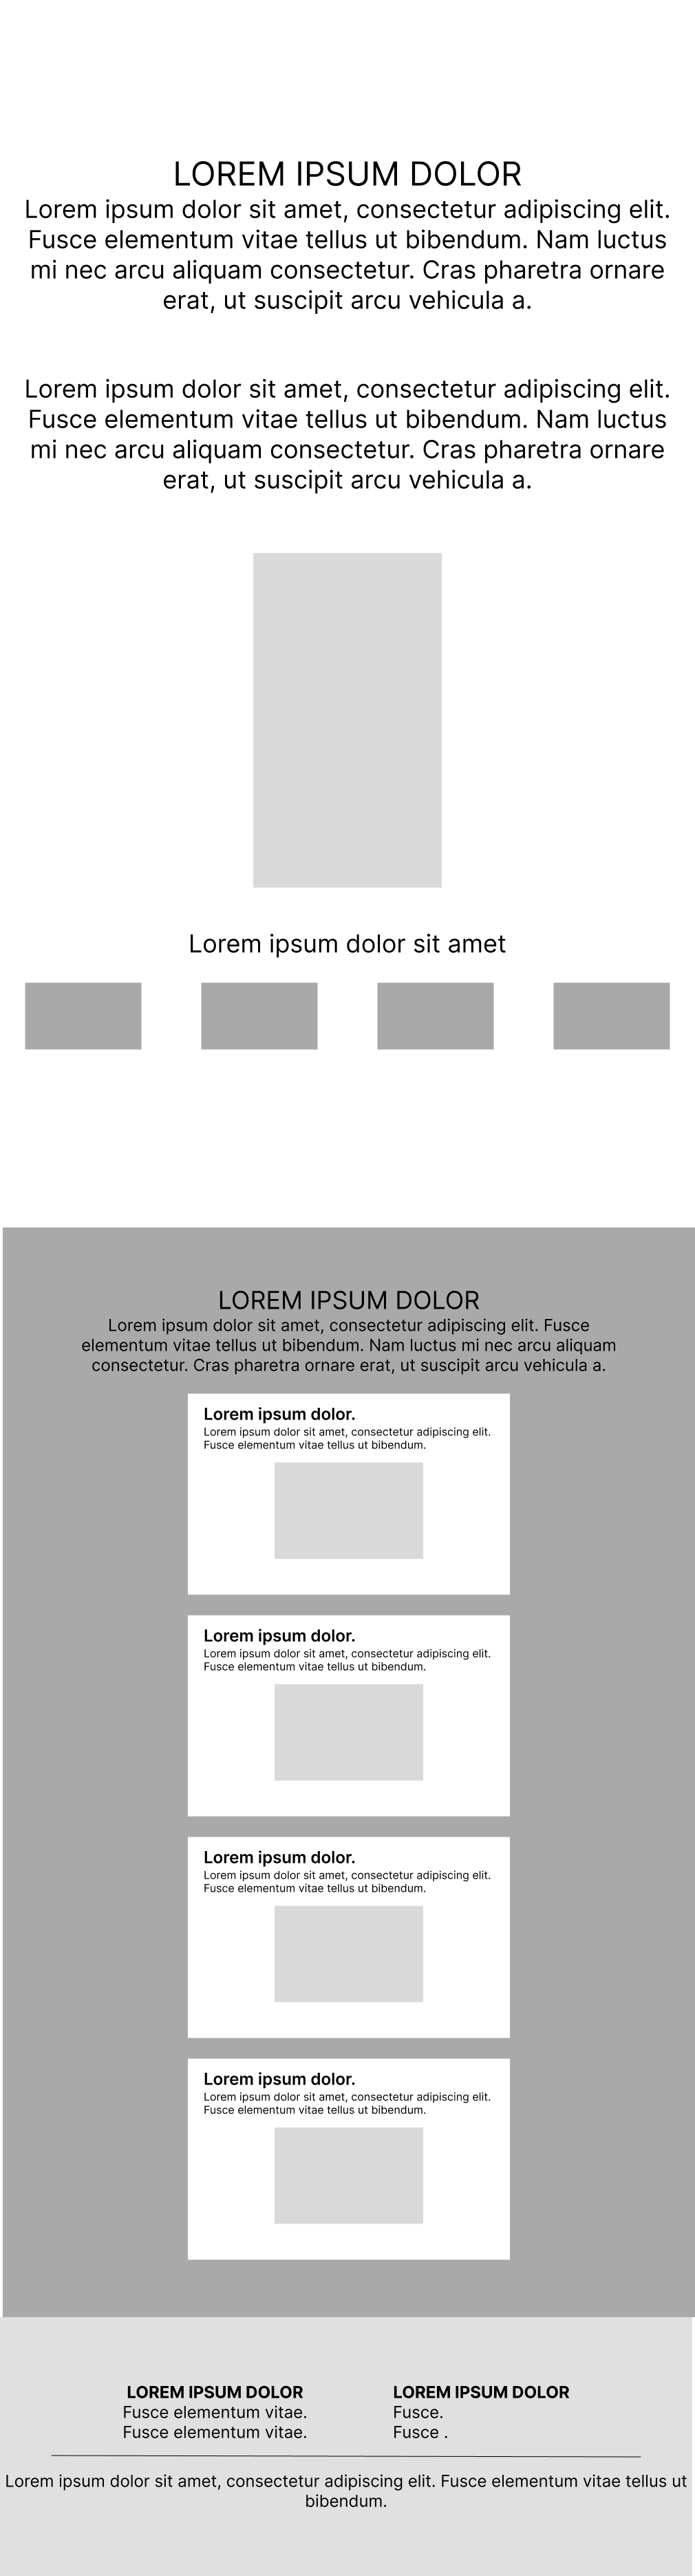 LOREM IPSUM DOLOR
Lorem ipsum dolor sit amet, consectetur adipiscing elit.
Fusce elementum vitae tellus ut bibendum. Nam luctus
mi nec arcu aliquam consectetur. Cras pharetra ornare
erat, ut suscipit arcu vehicula a.
Lorem ipsum dolor sit amet, consectetur adipiscing elit.
Fusce elementum vitae tellus ut bibendum. Nam luctus
mi nec arcu aliquam consectetur. Cras pharetra ornare
erat, ut suscipit arcu vehicula a.
Lorem ipsum dolor sit amet
LOREM IPSUM DOLOR
Lorem ipsum dolor sit amet, consectetur adipiscing elit. Fusce
elementum vitae tellus ut bibendum. Nam luctus mi nec arcu aliquam
consectetur. Cras pharetra ornare erat, ut suscipit arcu vehicula a.
Lorem ipsum dolor.
Lorem ipsum dolor sit amet, consectetur adipiscing elit.
Fusce elementum vitae tellus ut bibendum.
Lorem ipsum dolor.
Lorem ipsum dolor sit amet, consectetur adipiscing elit.
Fusce elementum vitae tellus ut bibendum.
Lorem ipsum dolor.
Lorem ipsum dolor sit amet, consectetur adipiscing elit.
Fusce elementum vitae tellus ut bibendum.
Lorem ipsum dolor.
Lorem ipsum dolor sit amet, consectetur adipiscing elit.
Fusce elementum vitae tellus ut bibendum.
LOREM IPSUM DOLOR
Fusce elementum vitae.
Fusce elementum vitae.
LOREM IPSUM DOLOR
Fusce.
Fusce .
Lorem ipsum dolor sit amet, consectetur adipiscing elit. Fusce elementum vitae tellus ut
bibendum.